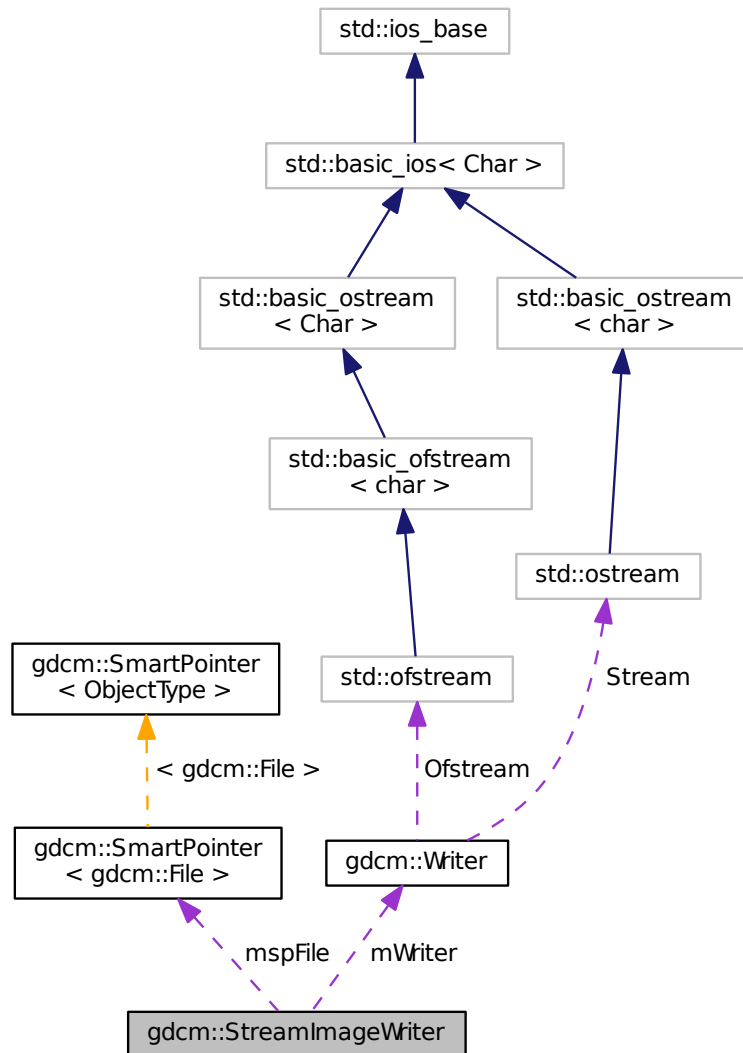 std::ios_base
std::basic_ios< Char >
std::basic_ostream
< Char >
std::basic_ostream
< char >
std::basic_ofstream
< char >
std::ostream
gdcm::SmartPointer
< ObjectType >
std::ofstream
Stream
< gdcm::File >
Ofstream
gdcm::SmartPointer
< gdcm::File >
gdcm::Writer
mspFile
mWriter
gdcm::StreamImageWriter